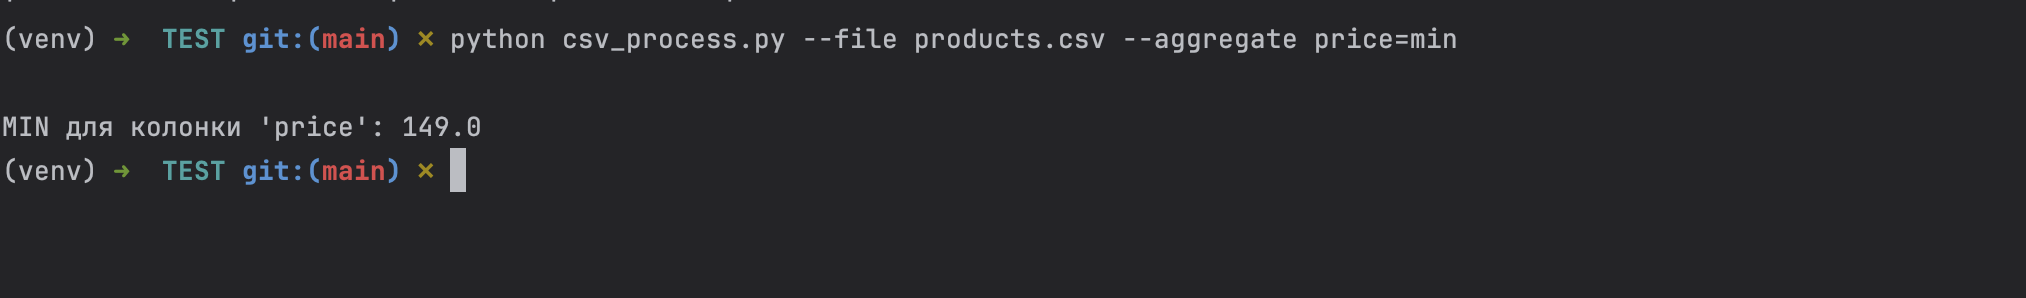 (venv) ➜  TEST git:(main) ✗ python csv_process.py --file products.csv --aggregate price=min
MIN для колонки 'price': 149.0
(venv) ➜  TEST git:(main) ✗